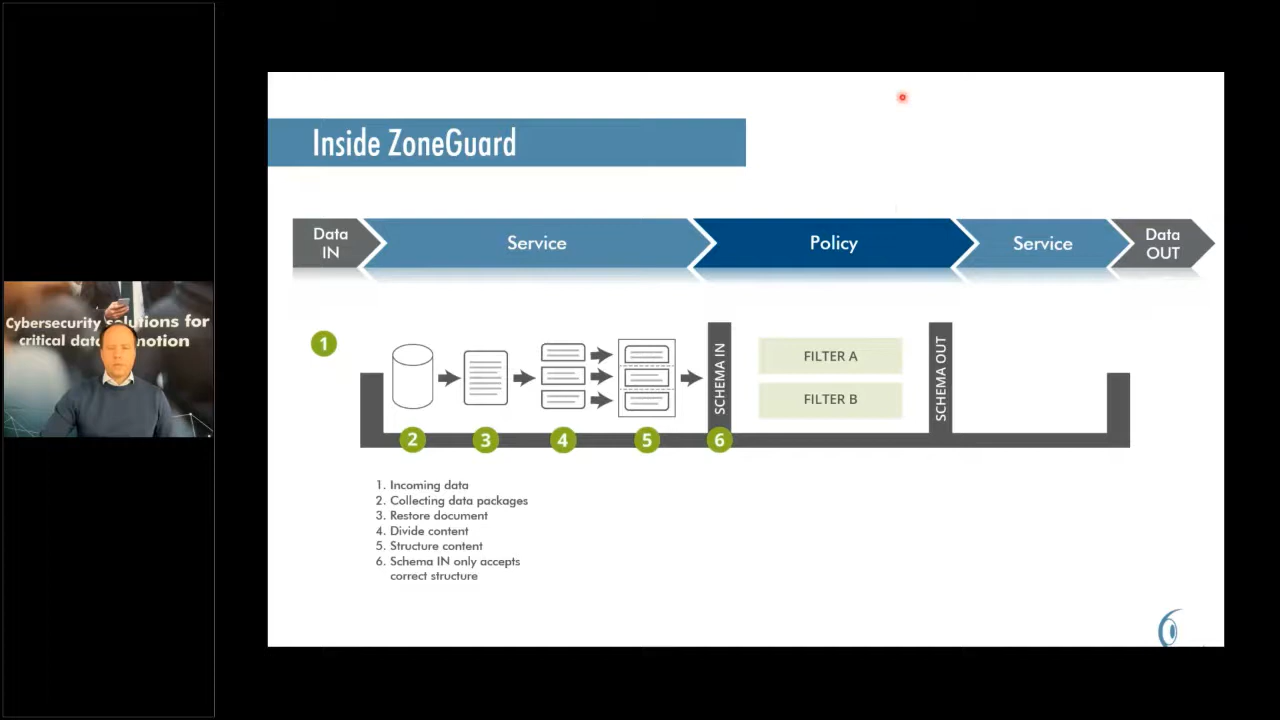 Inside ZoneGuard
Data
IN
Service
Policy
Service
Data
OUT
Cybersecurity solutions for
critical data motion
1
SCHEMA IN
FILTER A
FILTER B
SCHEMA OUT
2
3
4
5
6
1. Incoming data
2. Collecting data packages
3. Restore document
4. Divide content
5. Structure content
6. Schema IN only accepts
correct structure